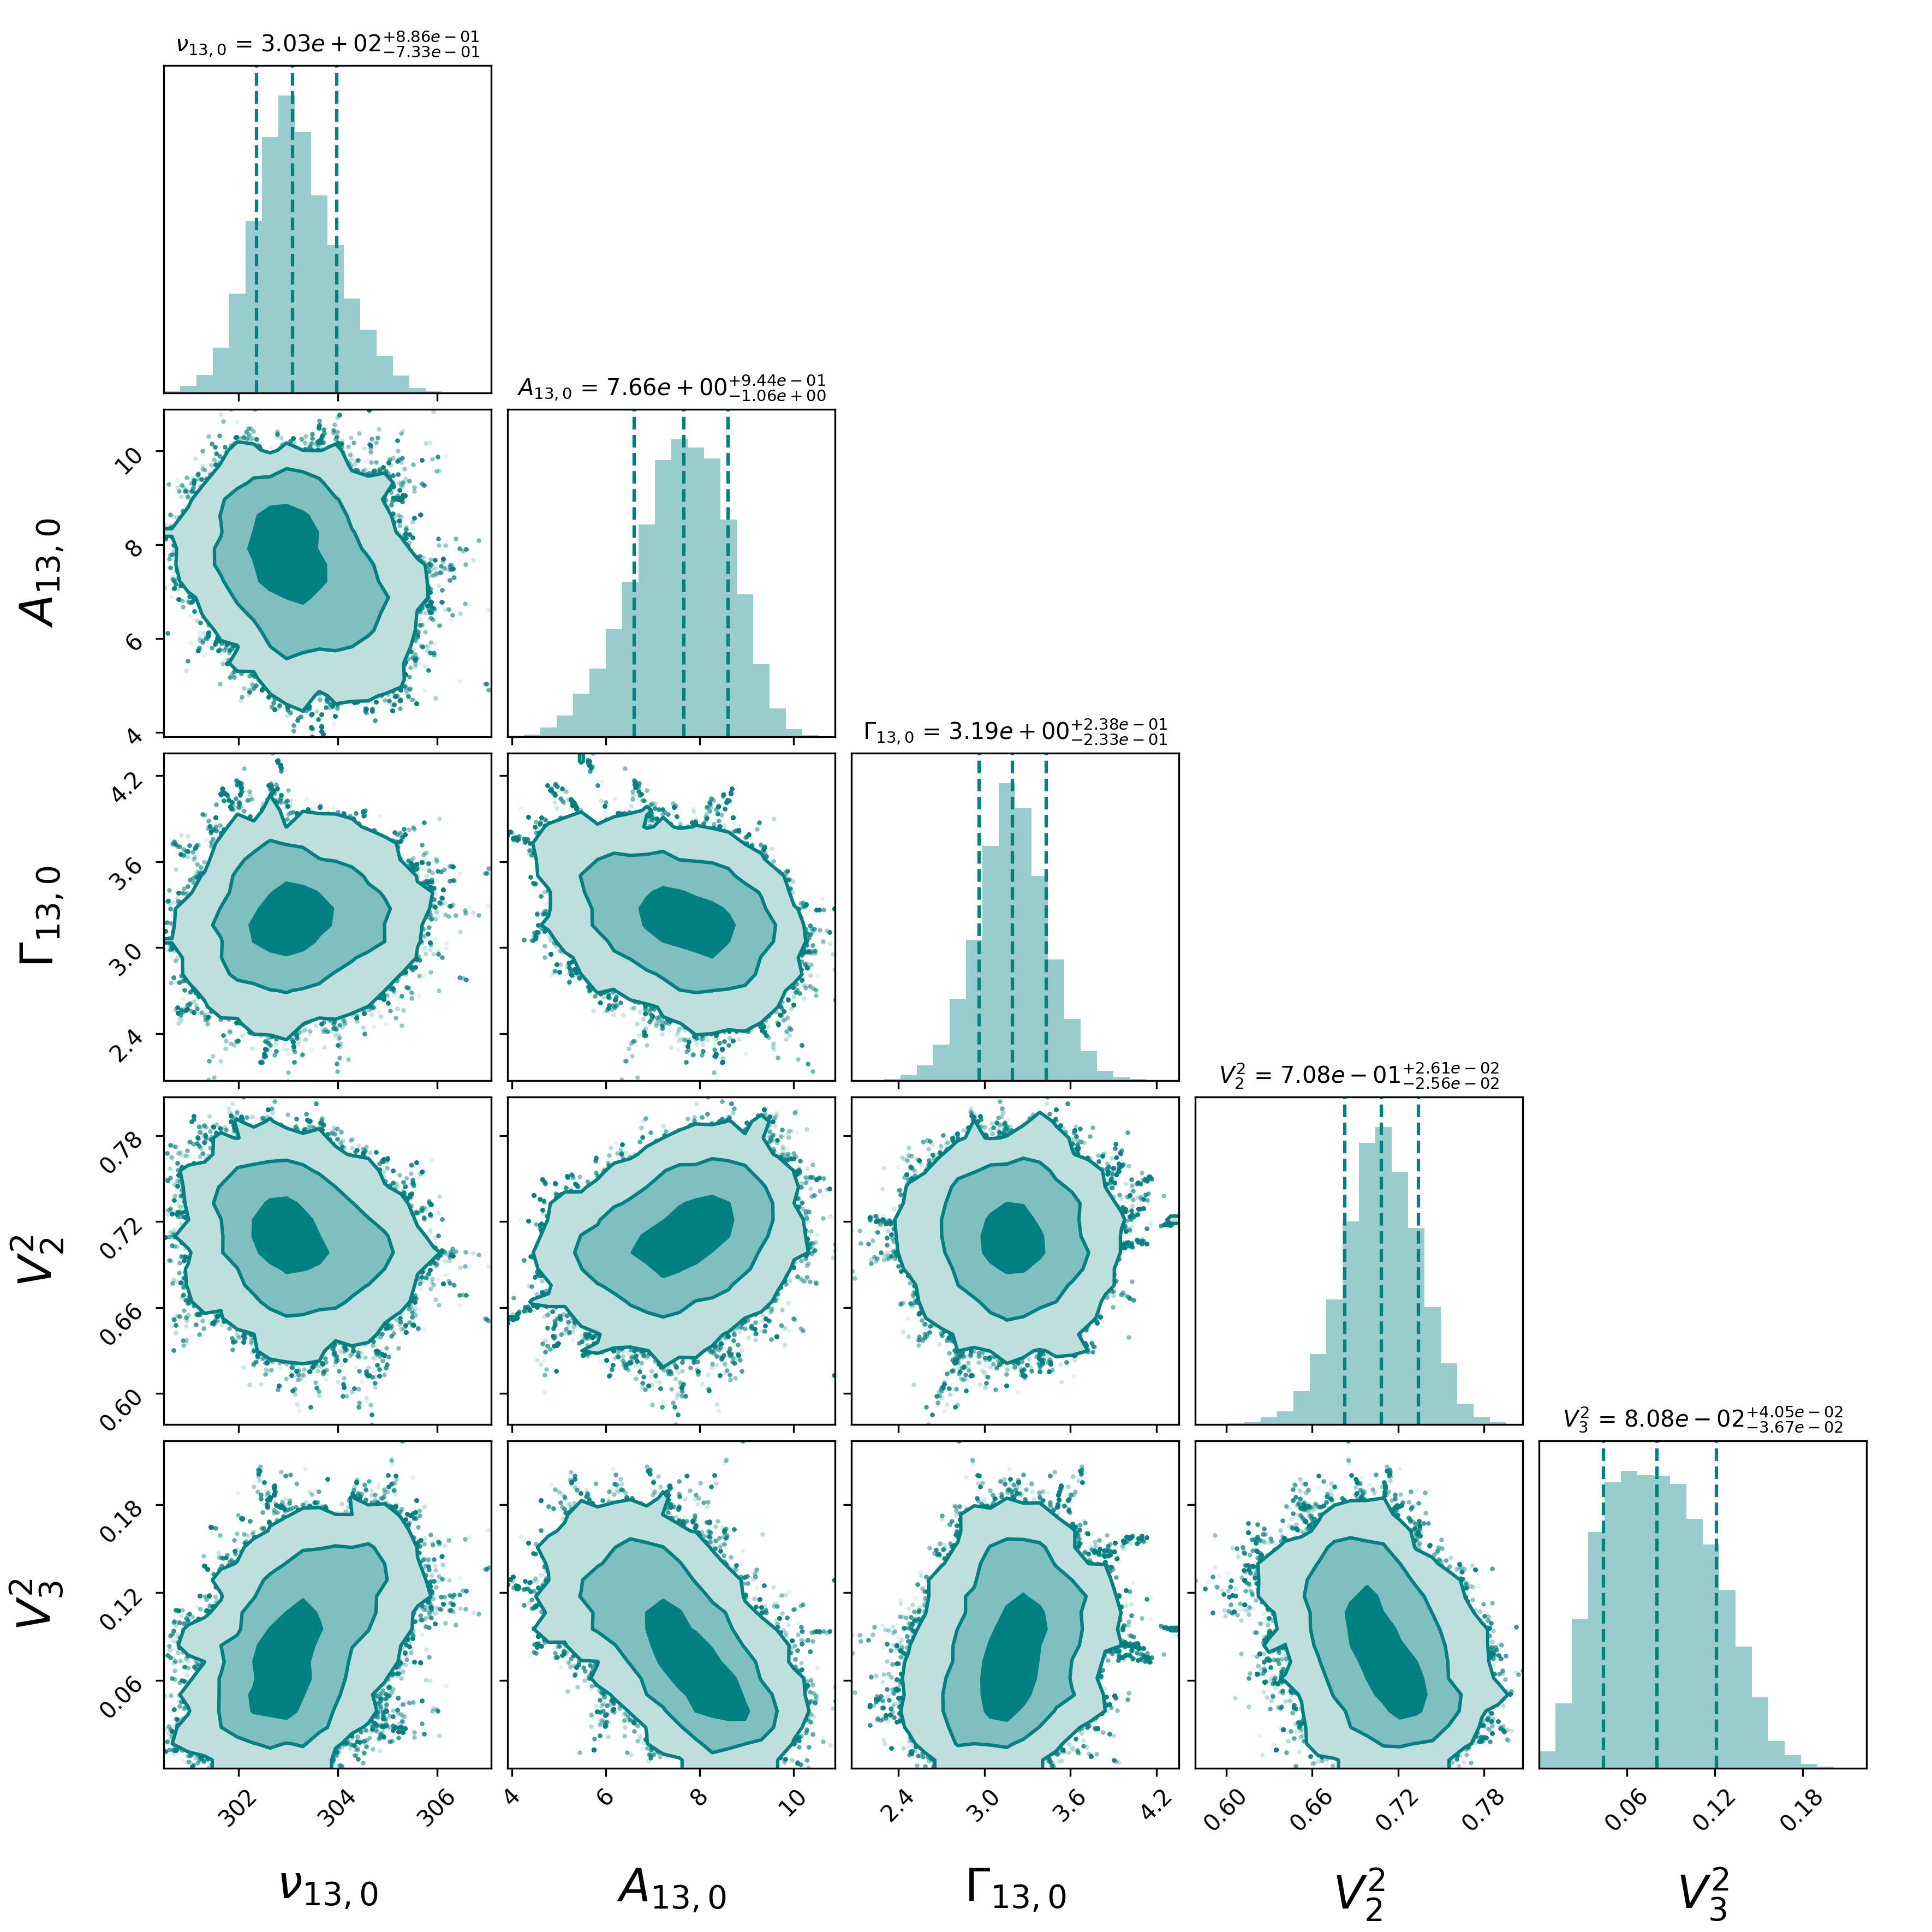 ν13,0 = 3.03e + 02 +8.86e − 01 −7.33e − 01
A13,0 = 7.66e + 00 +9.44e − 01 −1.06e + 00
10
8
6
4
A13,0
Γ13,0 = 3.19e + 00 +2.38e − 01 −2.33e − 01
4.2
3.6
3.0
2.4
Γ13,0
V2² = 7.08e − 01 +2.61e − 02 −2.56e − 02
0.78
0.72
0.66
0.60
V2²
V3² = 8.08e − 02 +4.05e − 02 −3.67e − 02
0.18
0.12
0.06
V3²
302 304 306 4 6 8 10 2.4 3.0 3.6 4.2 0.60 0.66 0.72 0.78 0.06 0.12 0.18
ν13,0 A13,0 Γ13,0 V2² V3²